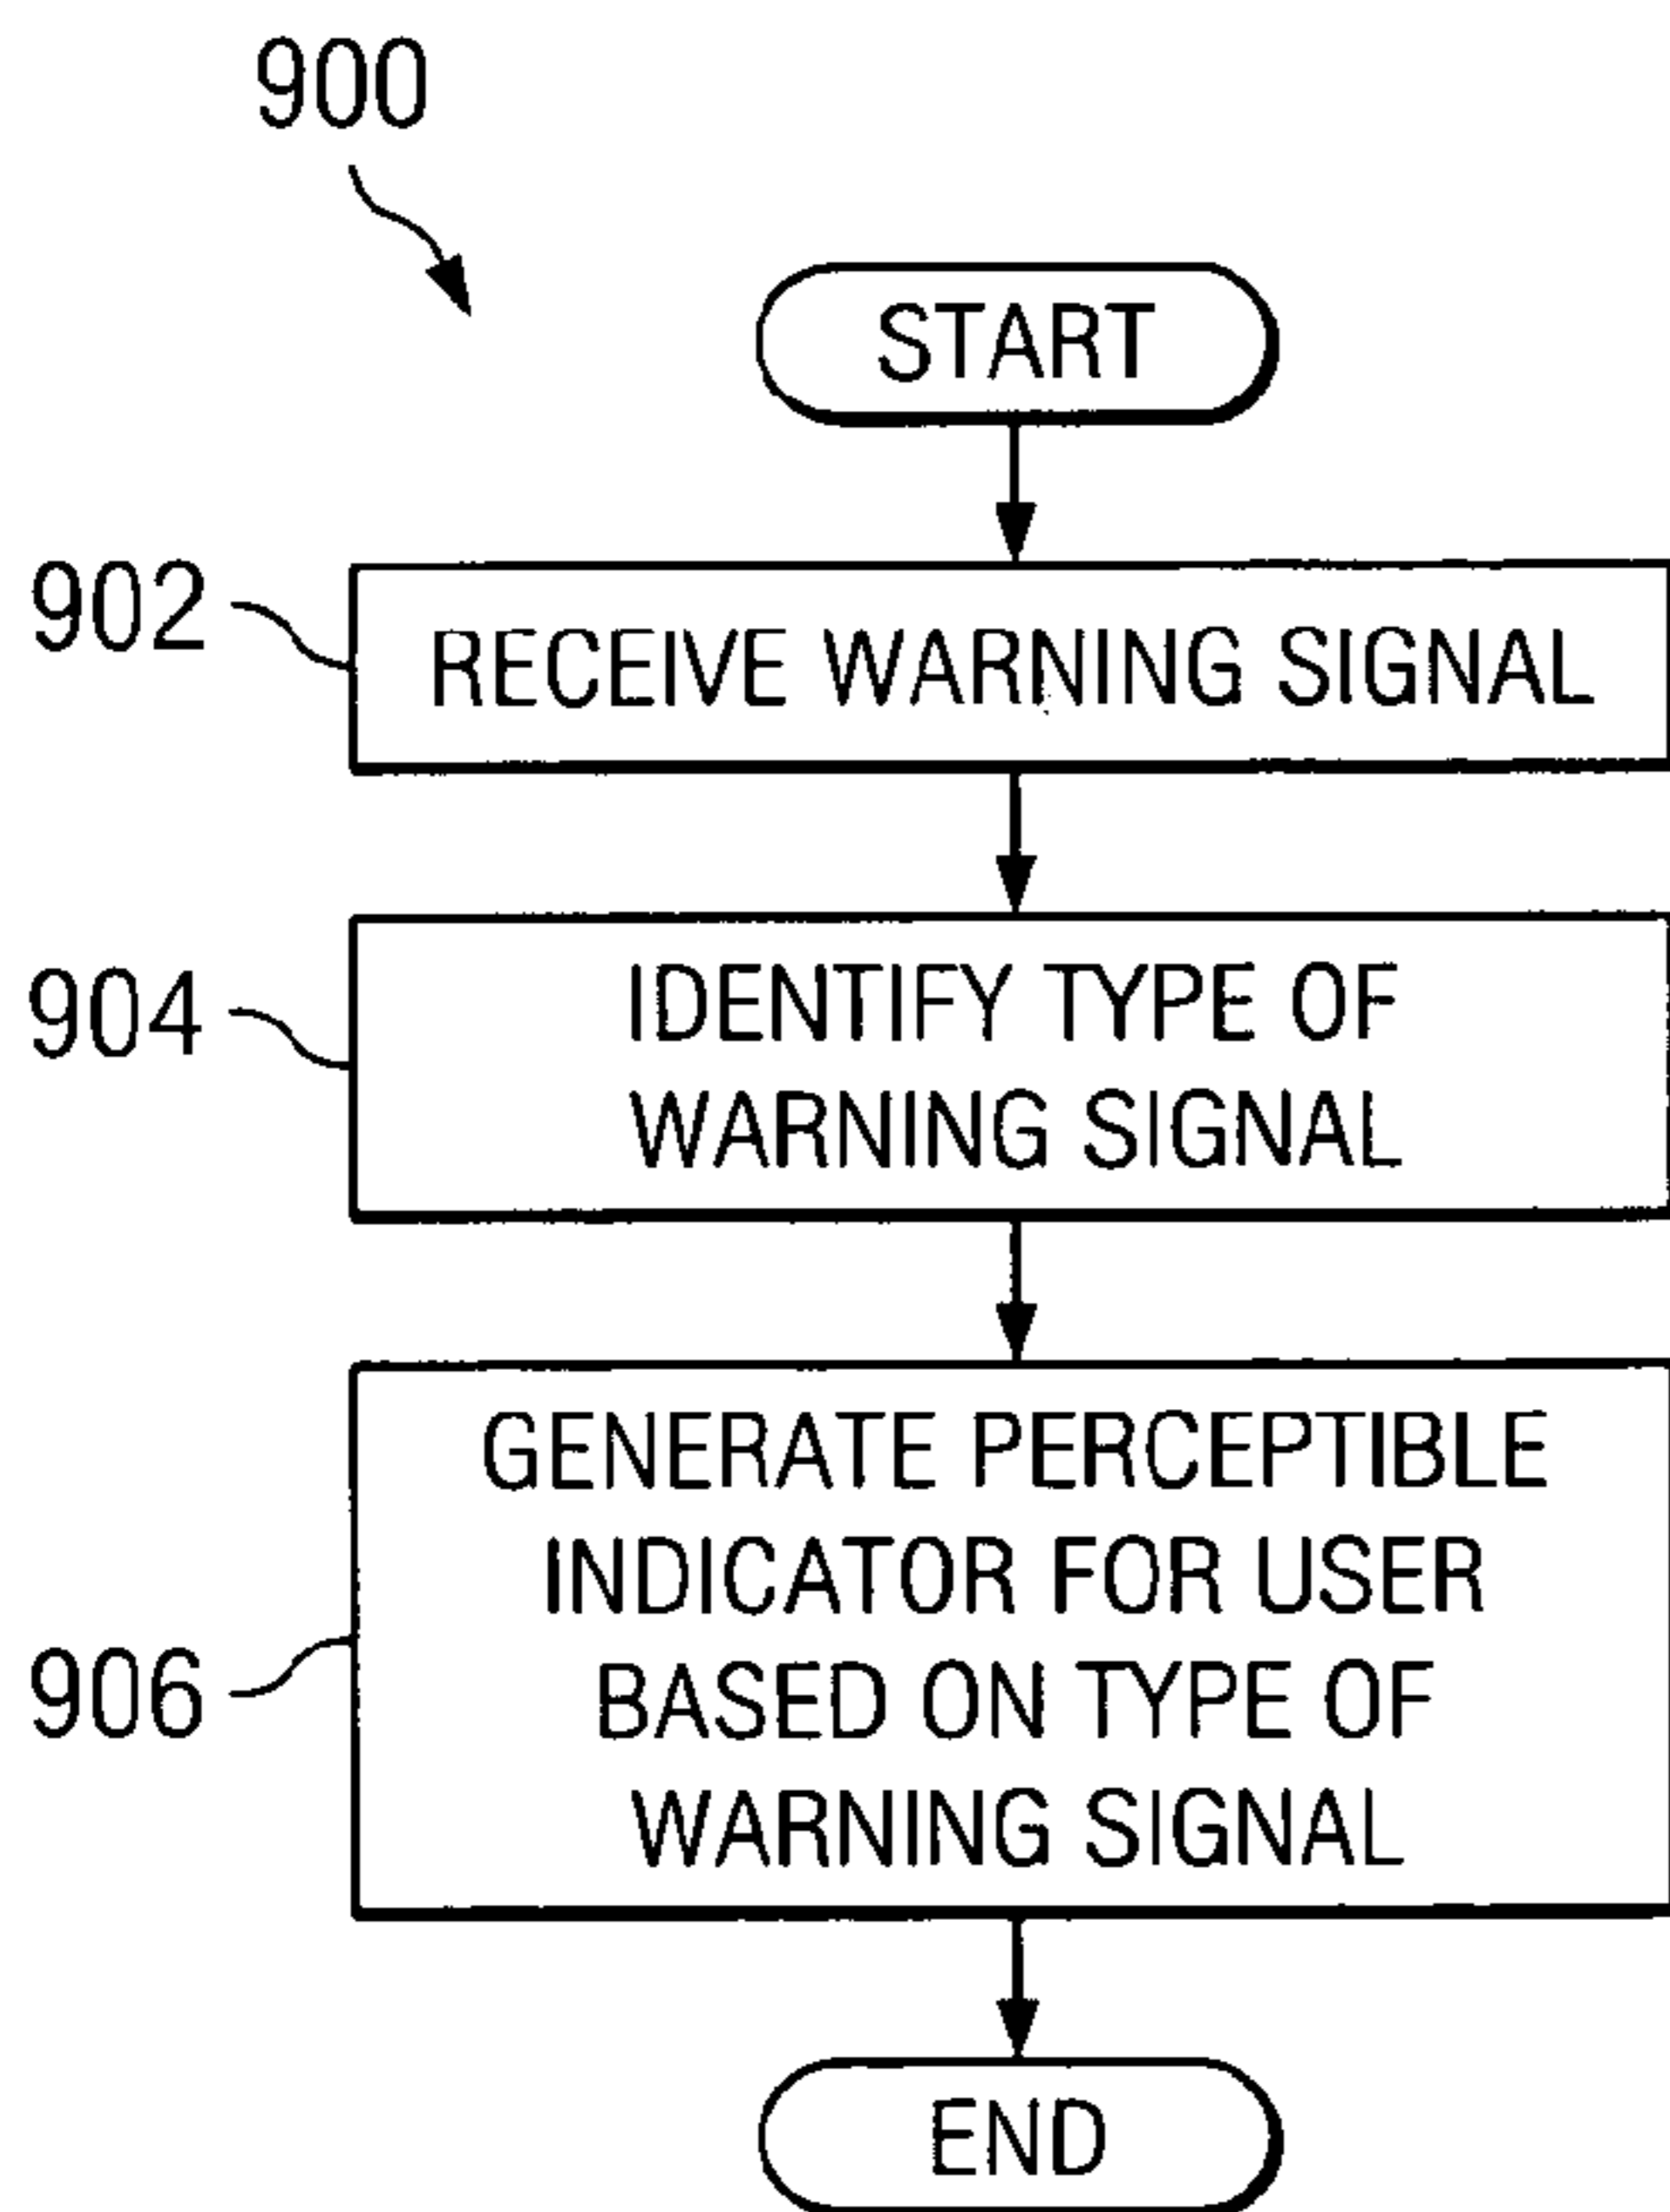 900
START
902
RECEIVE WARNING SIGNAL
904
IDENTIFY TYPE OF
WARNING SIGNAL
906
GENERATE PERCEPTIBLE
INDICATOR FOR USER
BASED ON TYPE OF
WARNING SIGNAL
END